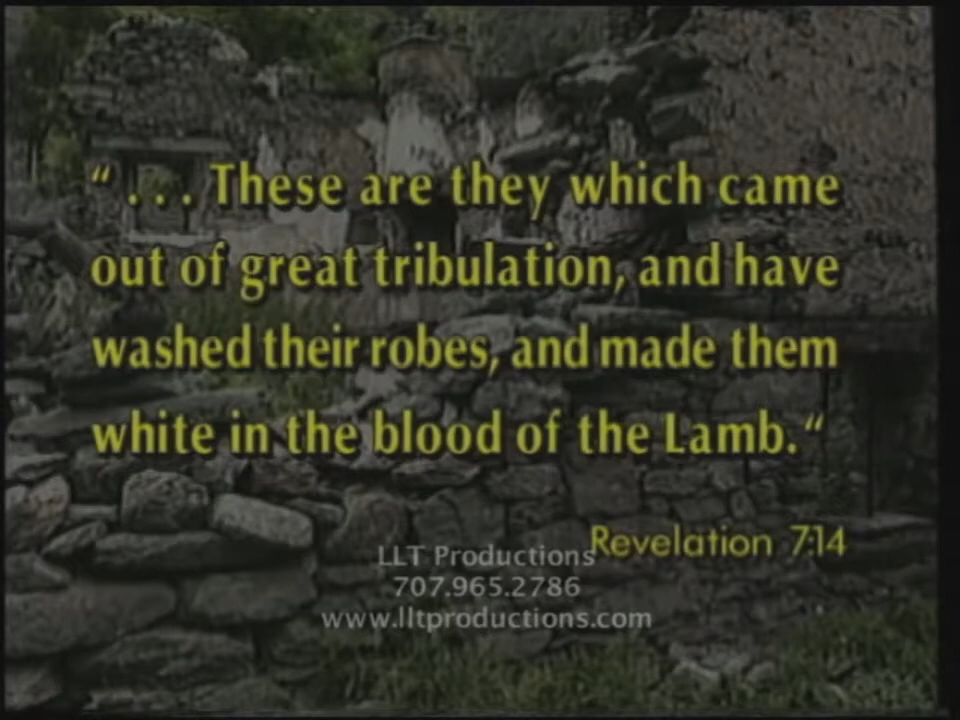 “ . . . These are they which came
out of great tribulation, and have
washed their robes, and made them
white in the blood of the Lamb.“
Revelation 7:14
LLT Productions
707.965.2786
www.lltproductions.com